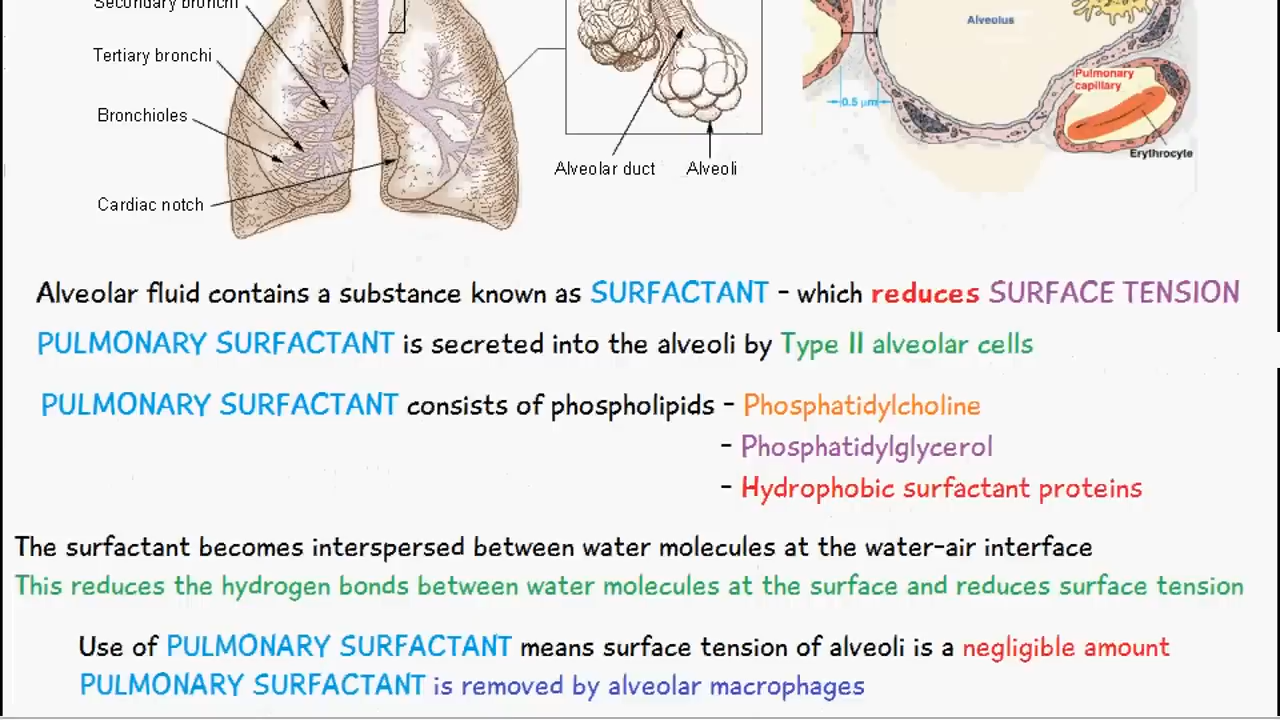 Secondary bronchi
Tertiary bronchi
Bronchioles
Cardiac notch
Alveolar duct
Alveoli
Alveolus
0.5 µm
Pulmonary
capillary
Erythrocyte
Alveolar fluid contains a substance known as SURFACTANT - which reduces SURFACE TENSION
PULMONARY SURFACTANT is secreted into the alveoli by Type II alveolar cells
PULMONARY SURFACTANT consists of phospholipids - Phosphatidylcholine
- Phosphatidylglycerol
- Hydrophobic surfactant proteins
The surfactant becomes interspersed between water molecules at the water-air interface
This reduces the hydrogen bonds between water molecules at the surface and reduces surface tension
Use of PULMONARY SURFACTANT means surface tension of alveoli is a negligible amount
PULMONARY SURFACTANT is removed by alveolar macrophages